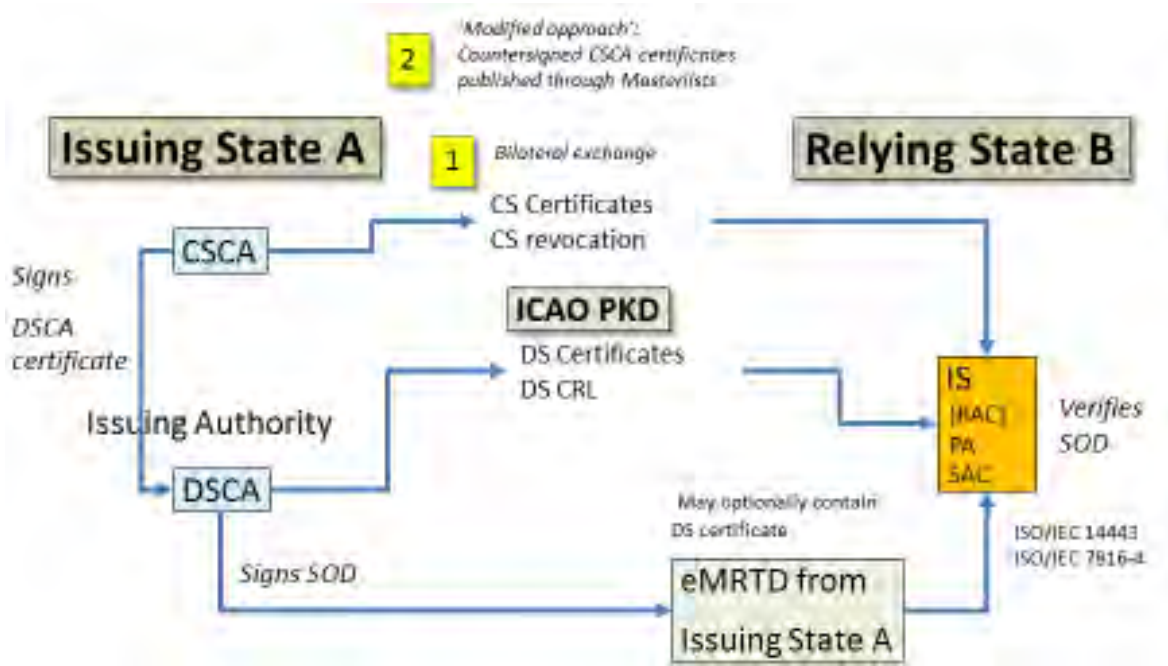 'Modified approach':
2
Countersigned CSCA certificates
published through Masterlists
Issuing State A
Relying State B
1
Bilateral exchange
CS Certificates
CS revocation
CSCA
Signs
DSCA
certificate
ICAO PKD
DS Certificates
DS CRL
Issuing Authority
DSCA
IS
[BAC]
PA
SAC
Verifies
SOD
May optionally contain
DS certificate
ISO/IEC 14443
ISO/IEC 7816-4
Signs SOD
eMRTD from
Issuing State A